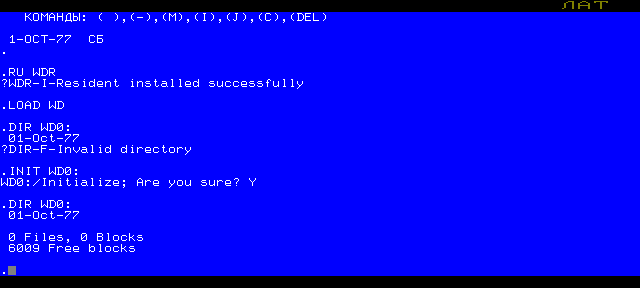 ЛАТ
КОМАНДЫ: ( ),(-),(M),(I),(J),(C),(DEL)
1-OCT-77  СБ
.
.RU WDR
?WDR-I-Resident installed successfully
.LOAD WD
.DIR WD0:
01-Oct-77
?DIR-F-Invalid directory
.INIT WD0:
WD0:/Initialize; Are you sure? Y
.DIR WD0:
01-Oct-77
0 Files, 0 Blocks
6009 Free blocks
.